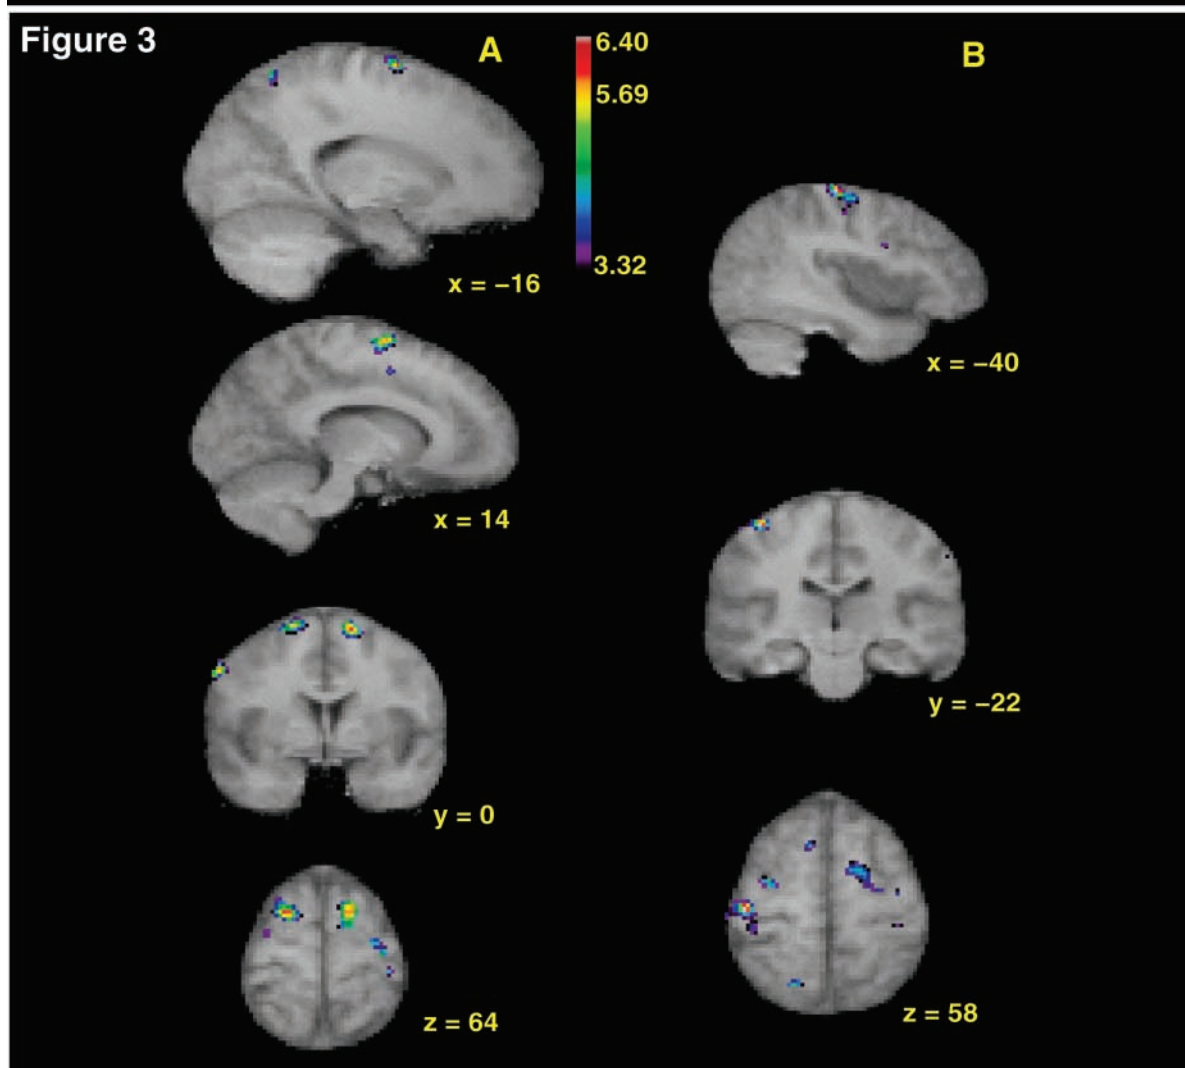 Figure 3
A
6.40
5.69
3.32
x = −16
x = 14
y = 0
z = 64
B
x = −40
y = −22
z = 58